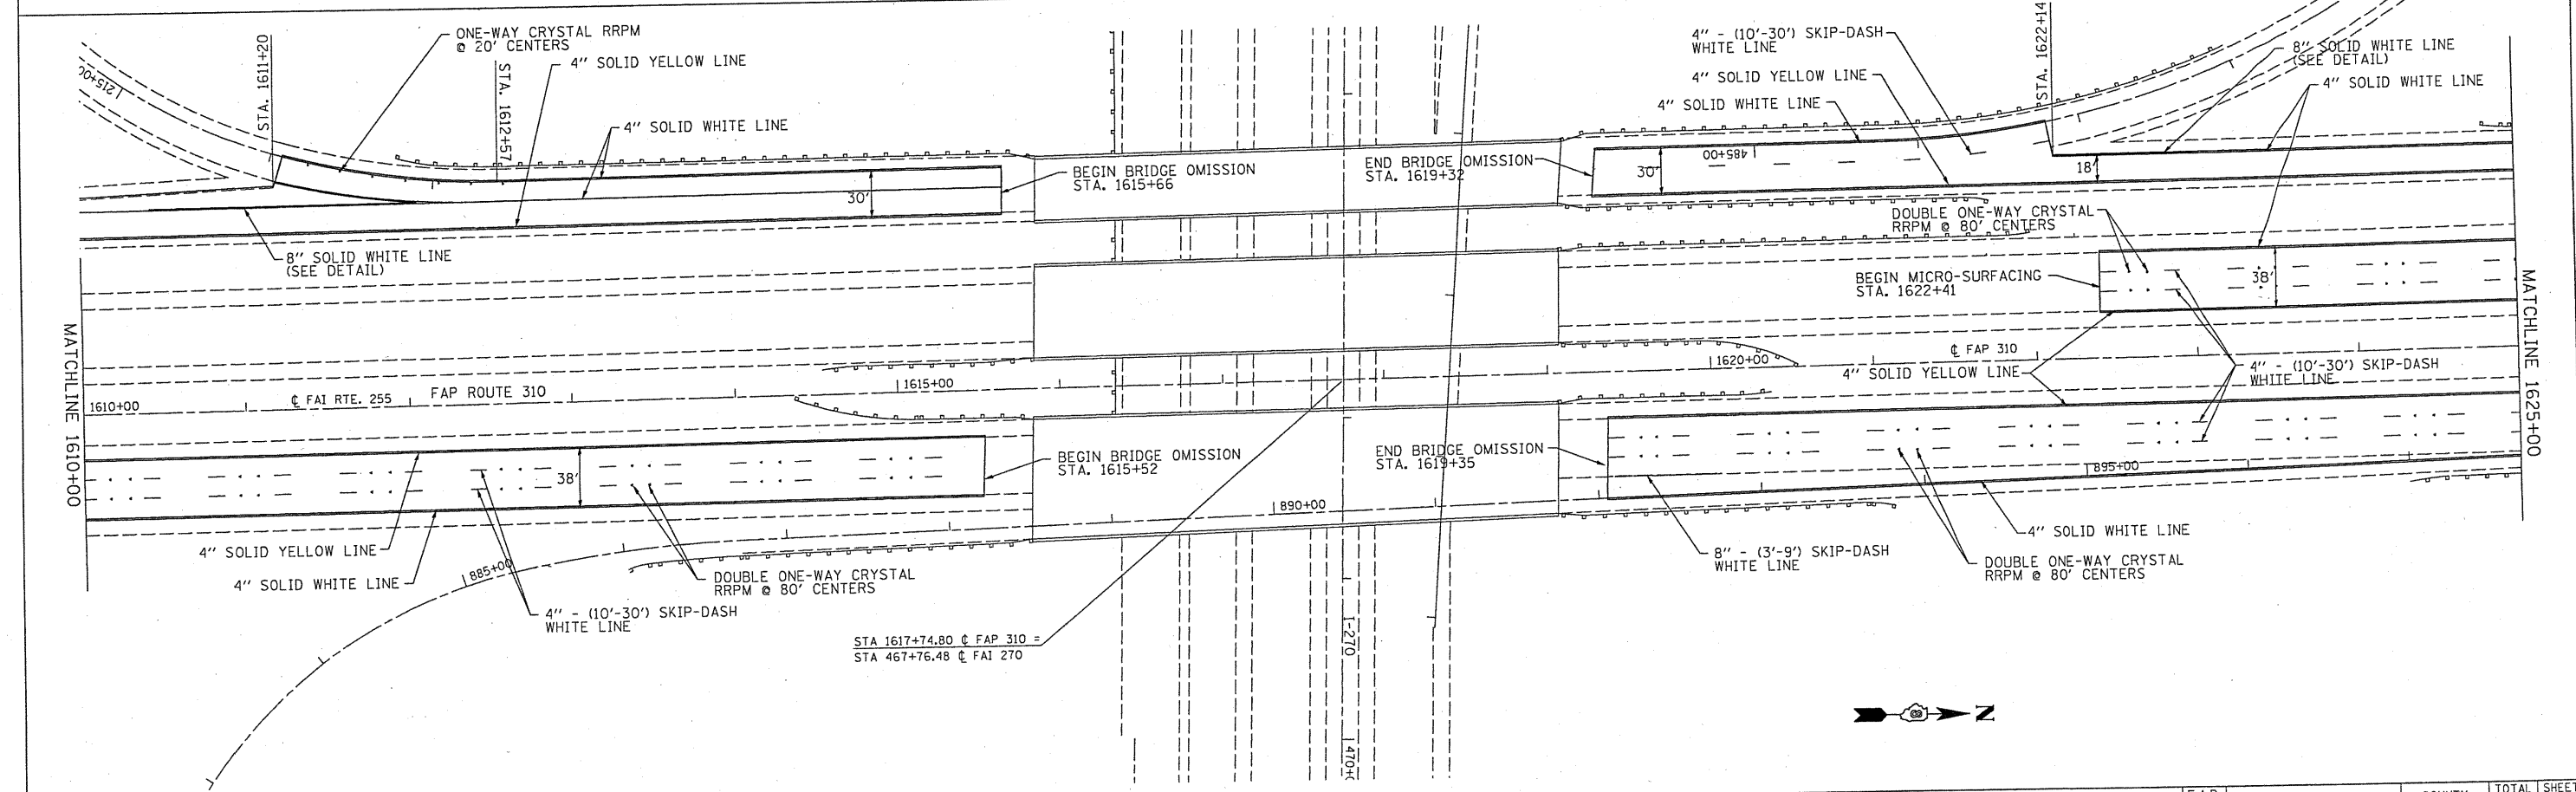 STA. 1611+20
ONE-WAY CRYSTAL RRPM
@ 20' CENTERS
STA. 1612+57
4" SOLID YELLOW LINE
4" SOLID WHITE LINE
215+00
30'
BEGIN BRIDGE OMISSION
STA. 1615+66
8" SOLID WHITE LINE
(SEE DETAIL)
4" - (10'-30') SKIP-DASH
WHITE LINE
4" SOLID YELLOW LINE
4" SOLID WHITE LINE
STA. 1622+14
8" SOLID WHITE LINE
(SEE DETAIL)
4" SOLID WHITE LINE
END BRIDGE OMISSION
STA. 1619+32
30'
485+00
18'
DOUBLE ONE-WAY CRYSTAL
RRPM @ 80' CENTERS
BEGIN MICRO-SURFACING
STA. 1622+41
38'
MATCHLINE 1610+00
1610+00
℄ FAI RTE. 255
FAP ROUTE 310
1615+00
1620+00
℄ FAP 310
4" SOLID YELLOW LINE
4" - (10'-30') SKIP-DASH
WHITE LINE
MATCHLINE 1625+00
38'
BEGIN BRIDGE OMISSION
STA. 1615+52
END BRIDGE OMISSION
STA. 1619+35
895+00
890+00
885+00
4" SOLID YELLOW LINE
4" SOLID WHITE LINE
DOUBLE ONE-WAY CRYSTAL
RRPM @ 80' CENTERS
4" - (10'-30') SKIP-DASH
WHITE LINE
4" SOLID WHITE LINE
8" - (3'-9') SKIP-DASH
WHITE LINE
DOUBLE ONE-WAY CRYSTAL
RRPM @ 80' CENTERS
STA 1617+74.80 ℄ FAP 310 =
STA 467+76.48 ℄ FAI 270
I-270
470+
N
TOTAL
SHEET